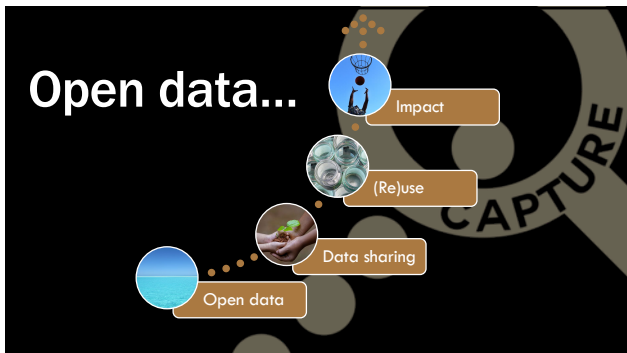 Open data...
Impact
(Re)use
CAPTURE
Data sharing
Open data